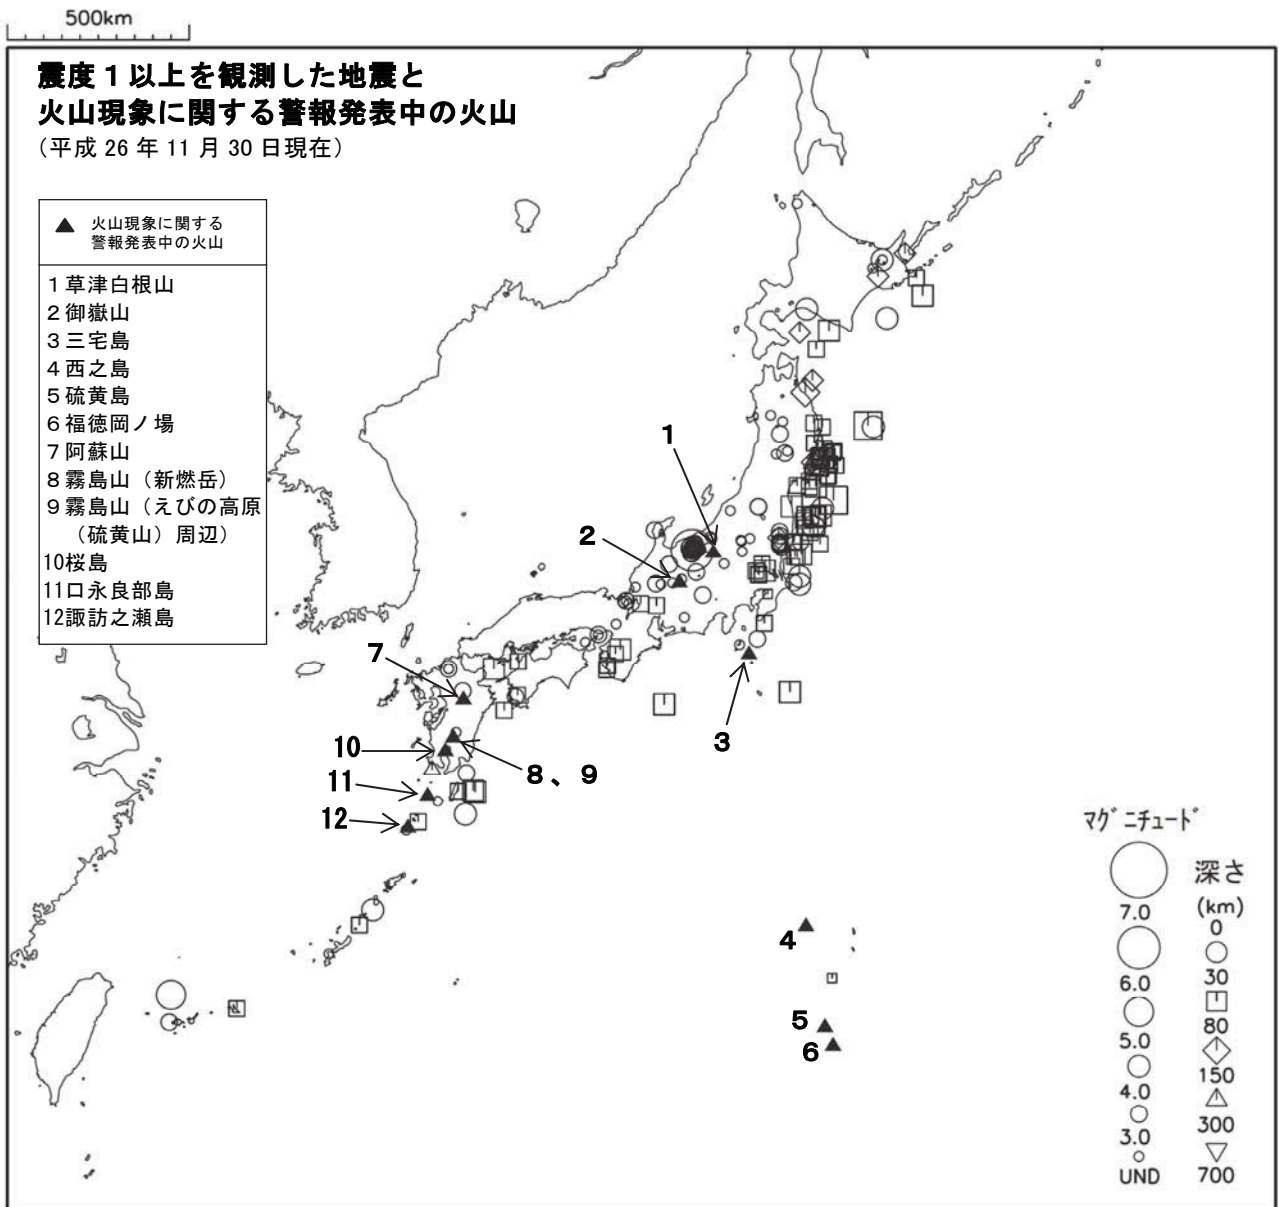 500km
震度１以上を観測した地震と
火山現象に関する警報発表中の火山
（平成 26 年 11 月 30 日現在）
▲ 火山現象に関する
警報発表中の火山
1 草津白根山
2 御嶽山
3 三宅島
4 西之島
5 硫黄島
6 福徳岡ノ場
7 阿蘇山
8 霧島山（新燃岳）
9 霧島山（えびの高原
（硫黄山）周辺）
10 桜島
11 口永良部島
12 諏訪之瀬島
1
2
3
7
10
8、9
11
12
4
5
6
ﾏｸﾞﾆﾁｭｰﾄﾞ
7.0
6.0
5.0
4.0
3.0
UND
深さ
(km)
0
30
80
150
300
700